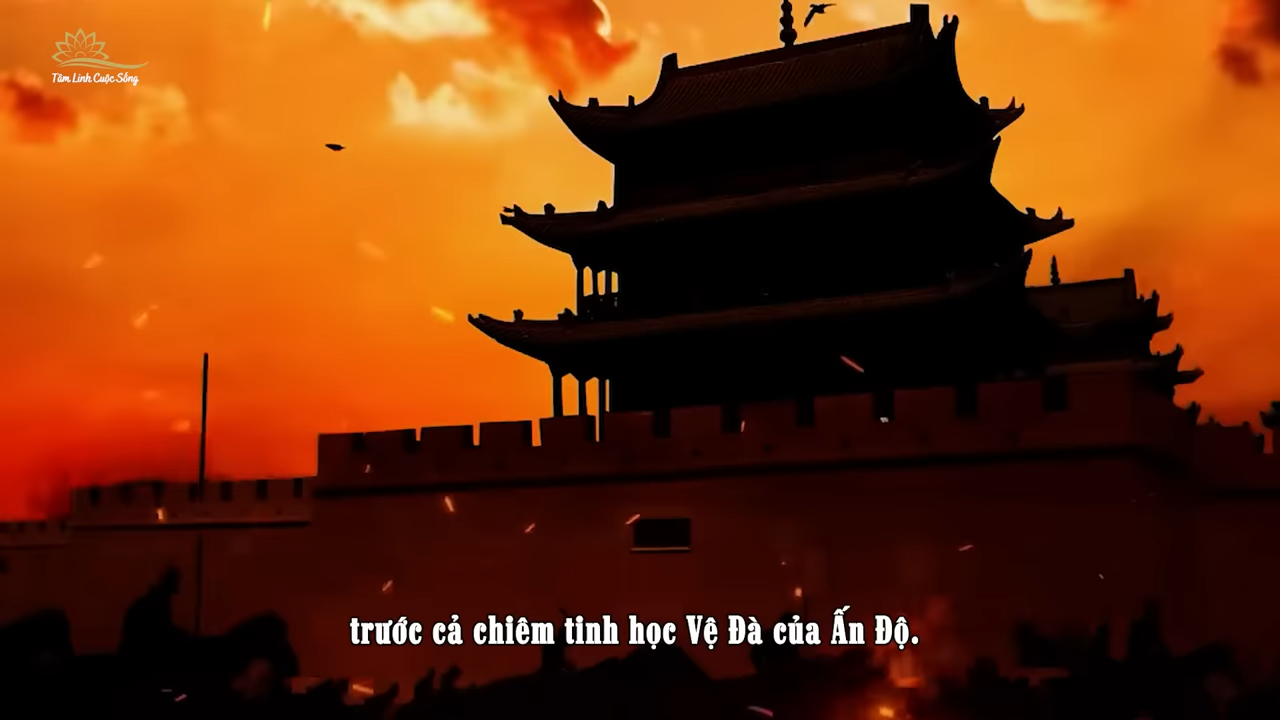 Tâm Linh Cuộc Sống
trước cả chiêm tinh học Vệ Đà của Ấn Độ.